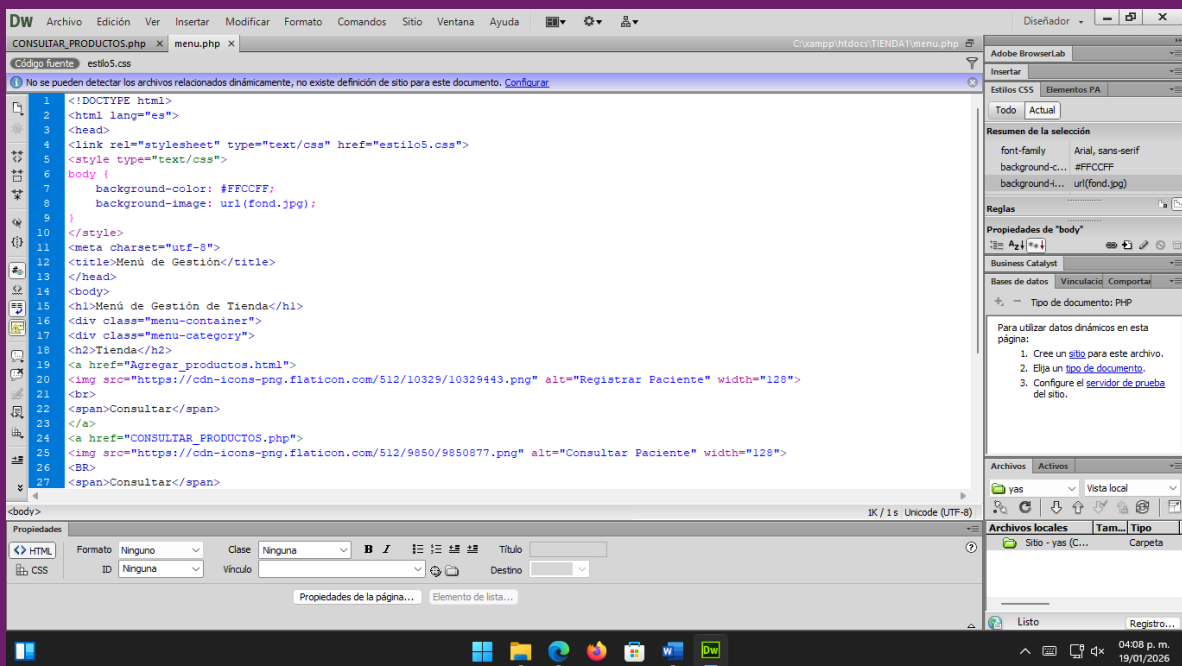 DW Archivo Edición Ver Insertar Modificar Formato Comandos Sitio Ventana Ayuda Diseñador
CONSULTAR_PRODUCTOS.php × menu.php × C:\xampp\htdocs\TIENDA1\menu.php
Código fuente estilo5.css
No se pueden detectar los archivos relacionados dinámicamente, no existe definición de sitio para este documento. Configurar
1 <!DOCTYPE html>
2 <html lang="es">
3 <head>
4 <link rel="stylesheet" type="text/css" href="estilo5.css">
5 <style type="text/css">
6 body {
7 background-color: #FFCCFF;
8 background-image: url(fond.jpg);
9 }
10 </style>
11 <meta charset="utf-8">
12 <title>Menú de Gestión</title>
13 </head>
14 <body>
15 <h1>Menú de Gestión de Tienda</h1>
16 <div class="menu-container">
17 <div class="menu-category">
18 <h2>Tienda</h2>
19 <a href="Agregar_productos.html">
20 <img src="https://cdn-icons-png.flaticon.com/512/10329/10329443.png" alt="Registrar Paciente" width="128">
21 <br>
22 <span>Consultar</span>
23 </a>
24 <a href="CONSULTAR_PRODUCTOS.php">
25 <img src="https://cdn-icons-png.flaticon.com/512/9850/9850877.png" alt="Consultar Paciente" width="128">
26 <BR>
27 <span>Consultar</span>
<body> 1K / 1 s Unicode (UTF-8)
Propiedades
<> HTML Formato Ninguno Clase Ninguna B I Título
CSS ID Ninguna Vínculo Destino
Propiedades de la página... Elemento de lista...
Adobe BrowserLab
Insertar
Estilos CSS Elementos PA
Todo Actual
Resumen de la selección
font-family Arial, sans-serif
background-c... #FFCCFF
background-i... url(fond.jpg)
Reglas
Propiedades de "body"
Business Catalyst
Bases de datos Vinculacio Comportar
Tipo de documento: PHP
Para utilizar datos dinámicos en esta
página:
1. Cree un sitio para este archivo.
2. Elija un tipo de documento.
3. Configure el servidor de prueba
del sitio.
Archivos Activos
yas Vista local
Archivos locales Tam... Tipo
Sitio - yas (C... Carpeta
Listo Registro...
Dw
04:08 p. m.
19/01/2026